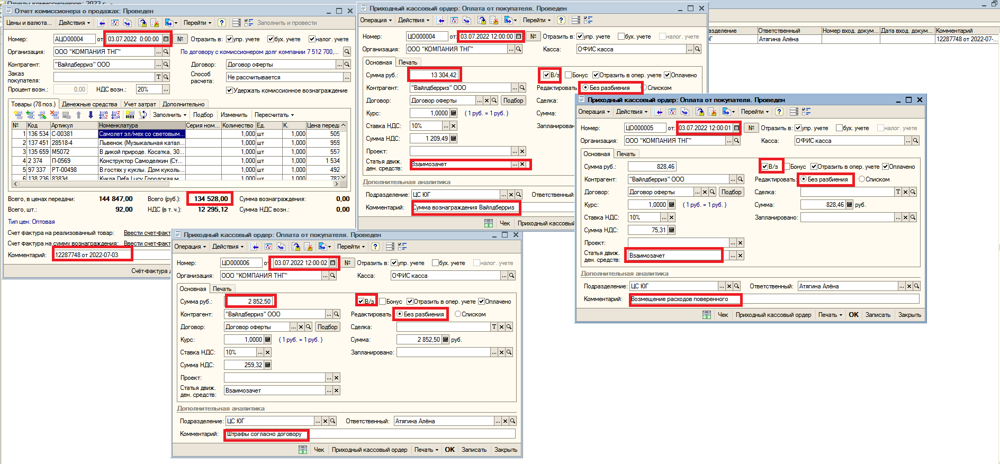 Отчеты комиссионеров: 2022 г.
Отчет комиссионера о продажах: Проведен
Цены и валюта... Действия Перейти Заполнить и провести
Номер: АЦО00004 от 03.07.2022 0:00:00 № Отразить в: упр. учете бух. учете налог. учете
Организация: ООО "КОМПАНИЯ ТНГ" По договору с комиссионером долг компании 7 512 700,...
Контрагент: "Вайлдберриз" ООО Договор: Договор оферты
Заказ покупателя: Способ расчета: Не рассчитывается
Процент возн.: 0,00 НДС возн.: 20% Удержать комиссионное вознаграждение
Товары (78 поз.) Денежные средства Учет затрат Дополнительно
Заполнить Подбор Изменить Пересчитать
№ Код Артикул Номенклатура Серия ном... Количество Ед. К. Цена переда
1 136 534 С-00381 Самолет эл/мех со световым... 1,000 шт 1,000 505
2 137 451 28518-4 Львенок (Музыкальная катал... 1,000 шт 1,000 959
3 135 659 М5072 В дикой природе. Косатка, 30... 1,000 шт 1,000 557
4 2 374 П-0569 Конструктор Самоделкин (Ст... 1,000 шт 1,000 1 534
5 97 337 РТ-00498 В гостях у куклы. Дом куколь... 1,000 шт 1,000 492
6 138 236 8383d Кукла Defa Lucy Городская м... 1,000 шт 1,000 787
Всего, в ценах передачи: 144 847,00 Всего (руб.): 134 528,00 Сумма вознаграждения: 0,00
Всего, шт.: 92,00 НДС (в т. ч.): 12 295,12 Сумма НДС возн.: 0,00
Тип цен: Оптовая
Счет фактура на реализованный товар: Ввести счет-факт
Счет фактура на сумму вознаграждения: Ввести счет-факт
Комментарий: 12287748 от 2022-07-03
Счёт-фактура
Приходный кассовый ордер: Оплата от покупателя. Проведен
Операция Действия Перейти
Номер: ЦО000004 от: 03.07.2022 12:00:00 № Отразить в: упр. учете бух. учете налог. учете
Организация: ООО "КОМПАНИЯ ТНГ" Касса: ОФИС касса
Основная Печать
Сумма руб.: 13 304,42 В/з Бонус Отразить в опер. учете Оплачено
Контрагент: "Вайлдберриз" ООО Редактировать Без разбиения Списком
Договор: Договор оферты Подбор Сделка:
Курс: 1,0000 ( 1 руб. = 1 руб. ) Сумма:
Ставка НДС: 10% Запланировано
Сумма НДС: 1 209,49
Проект:
Статья движ. ден. средств: Взаимозачет
Дополнительная аналитика
Подразделение: ЦС ЮГ Ответственный
Комментарий: Сумма вознаграждения Вайлдберриз
Чек Приходный кассовый
разделение Ответственный Номер вход. докум... Дата вход. докум... Комментарий
ЮГ Атягина Алёна 12287748 от 2022-07-...
Приходный кассовый ордер: Оплата от покупателя. Проведен
Операция Действия Перейти
Номер: ЦО000005 от: 03.07.2022 12:00:01 № Отразить в: упр. учете бух. учете налог. учете
Организация: ООО "КОМПАНИЯ ТНГ" Касса: ОФИС касса
Основная Печать
Сумма руб.: 828,46 В/з Бонус Отразить в опер. учете Оплачено
Контрагент: "Вайлдберриз" ООО Редактировать: Без разбиения Списком
Договор: Договор оферты Подбор Сделка:
Курс: 1,0000 ( 1 руб. = 1 руб. ) Сумма: 828,46 руб.
Ставка НДС: 10% Запланировано:
Сумма НДС: 75,31
Проект:
Статья движ. ден. средств: Взаимозачет
Дополнительная аналитика
Подразделение: ЦС ЮГ Ответственный: Атягина Алёна
Комментарий: Возмещение расходов поверенного
Чек Приходный кассовый ордер Печать ОК Записать Закрыть
Приходный кассовый ордер: Оплата от покупателя. Проведен
Операция Действия Перейти
Номер: ЦО000006 от 03.07.2022 12:00:02 № Отразить в: упр. учете бух. учете налог. учете
Организация: ООО "КОМПАНИЯ ТНГ" Касса: ОФИС касса
Основная Печать
Сумма руб.: 2 852,50 В/з Бонус Отразить в опер. учете Оплачено
Контрагент: "Вайлдберриз" ООО Редактировать Без разбиения Списком
Договор: Договор оферты Подбор Сделка:
Курс: 1,0000 ( 1 руб. = 1 руб. ) Сумма: 2 852,50 руб.
Ставка НДС: 10% Запланировано:
Сумма НДС: 259,32
Проект:
Статья движ. ден. средств: Взаимозачет
Дополнительная аналитика
Подразделение: ЦС ЮГ Ответственный: Атягина Алёна
Комментарий: Штрафы согласно договору
Чек Приходный кассовый ордер Печать ОК Записать Закрыть